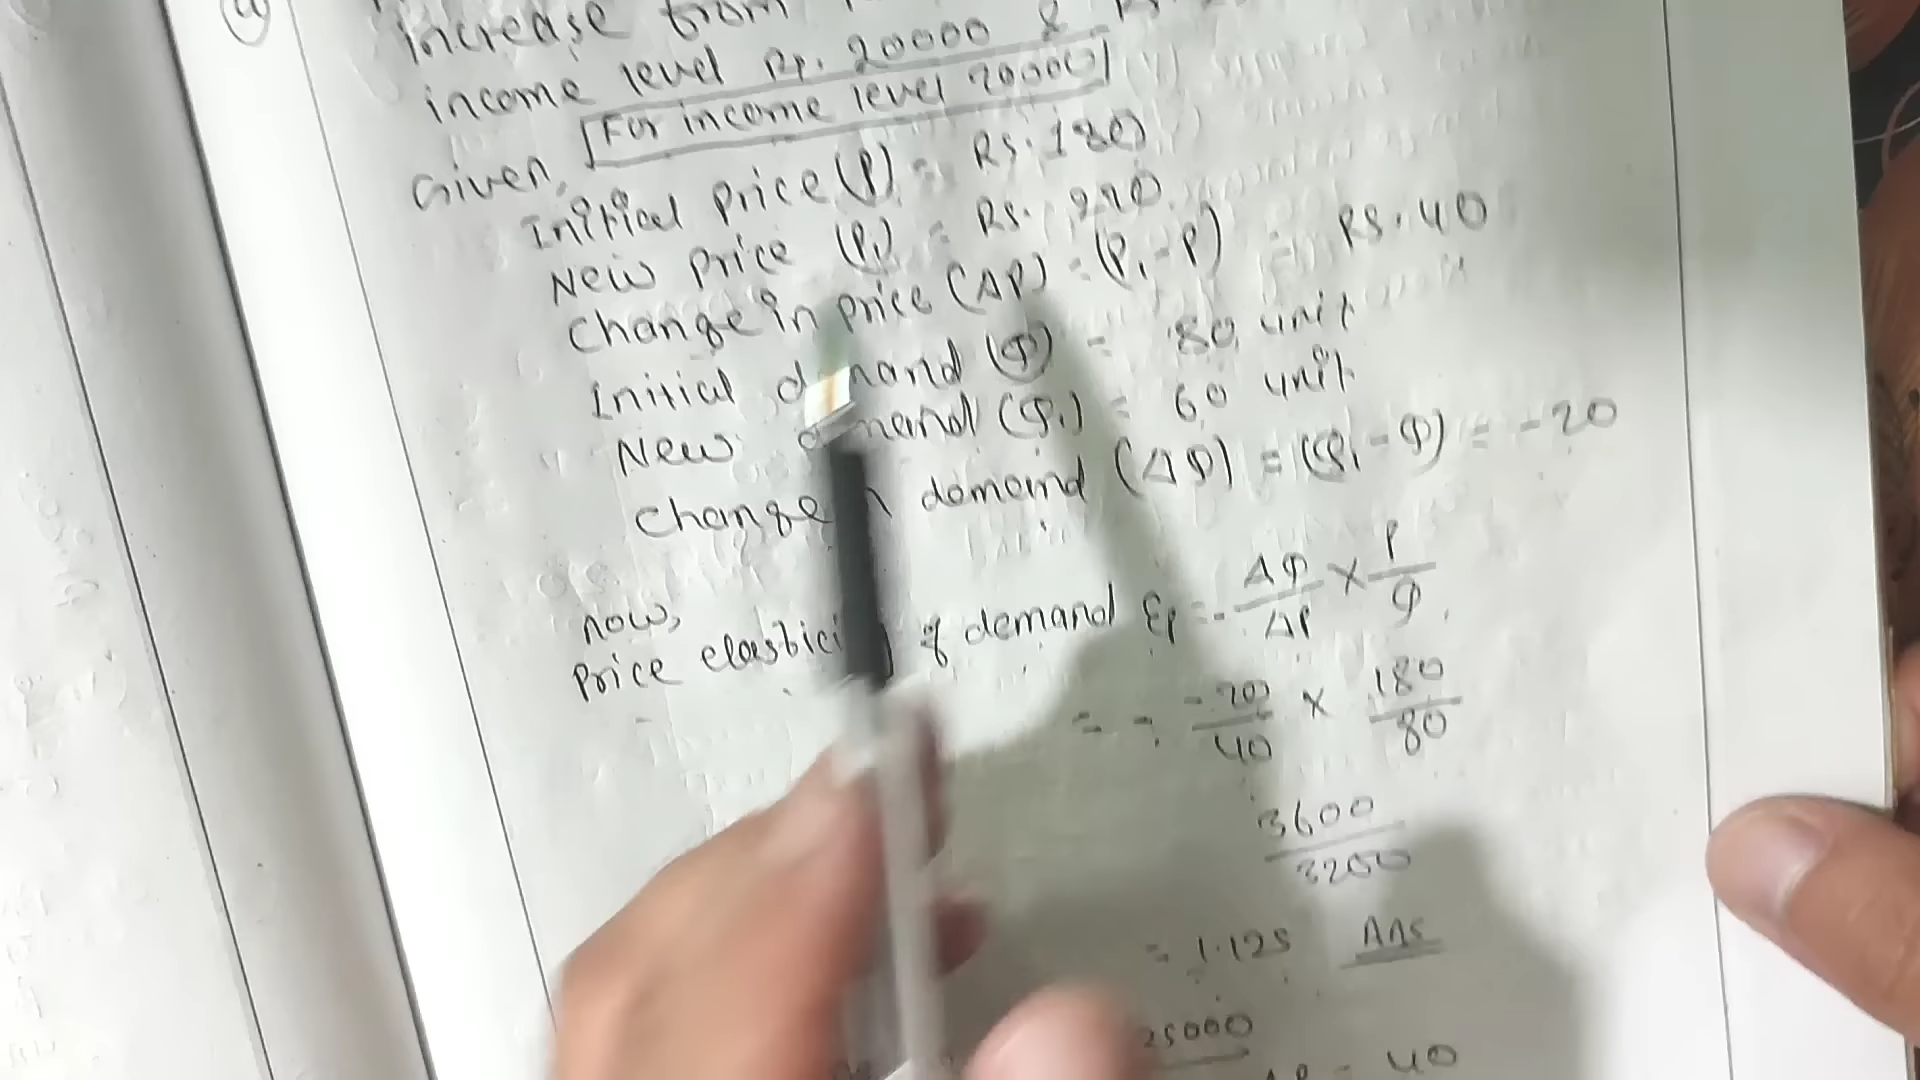 increase from
income level Rs. 20000 &
[For income level 20000]
Given,
Initial price (P) = Rs. 180
New price (P₁) = Rs. 220
Change in price (ΔP) = (P₁ - P) = Rs. 40
Initial demand (Q) = 80 unit
New demand (Q₁) = 60 unit
Change in demand (ΔQ) = (Q₁ - Q) = -20
now,
Price elasticity of demand Ep = - ΔQ/ΔP × P/Q
= - -20/40 × 180/80
3600/3200
= 1.125 Ans
25000
ΔP = 40